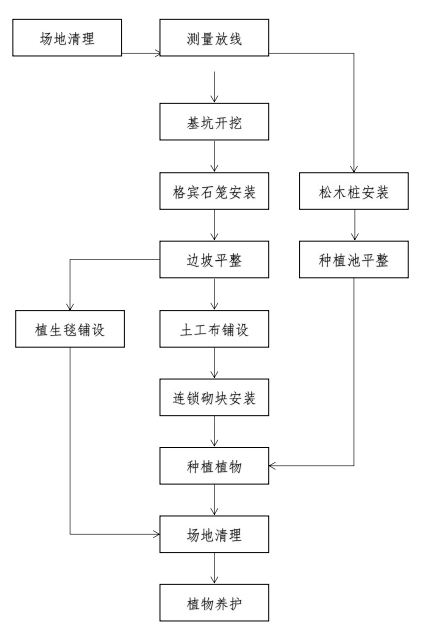 场地清理
测量放线
基坑开挖
格宾石笼安装
松木桩安装
边坡平整
种植池平整
植生毯铺设
土工布铺设
连锁砌块安装
种植植物
场地清理
植物养护